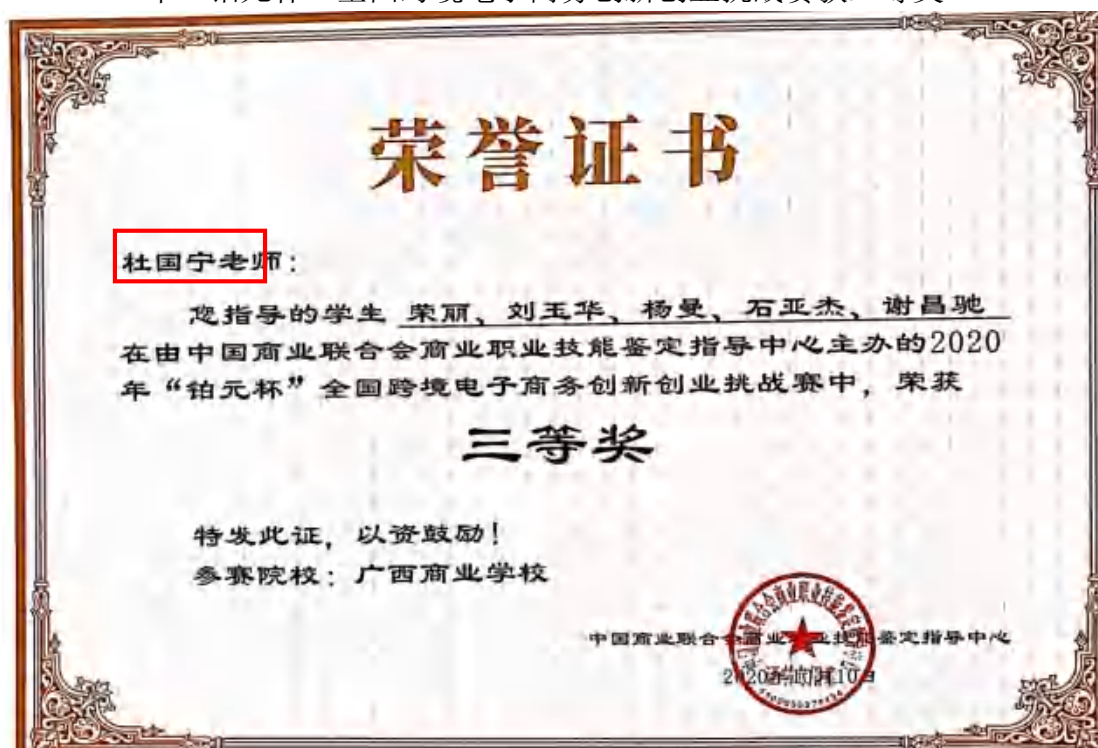 荣誉证书
杜国宁老师：
您指导的学生 荣丽、刘玉华、杨曼、石亚杰、谢昌驰
在由中国商业联合会商业职业技能鉴定指导中心主办的2020
年“铂元杯”全国跨境电子商务创新创业挑战赛中，荣获
三等奖
特发此证，以资鼓励！
参赛院校：广西商业学校
中国商业联合会商业职业技能鉴定指导中心